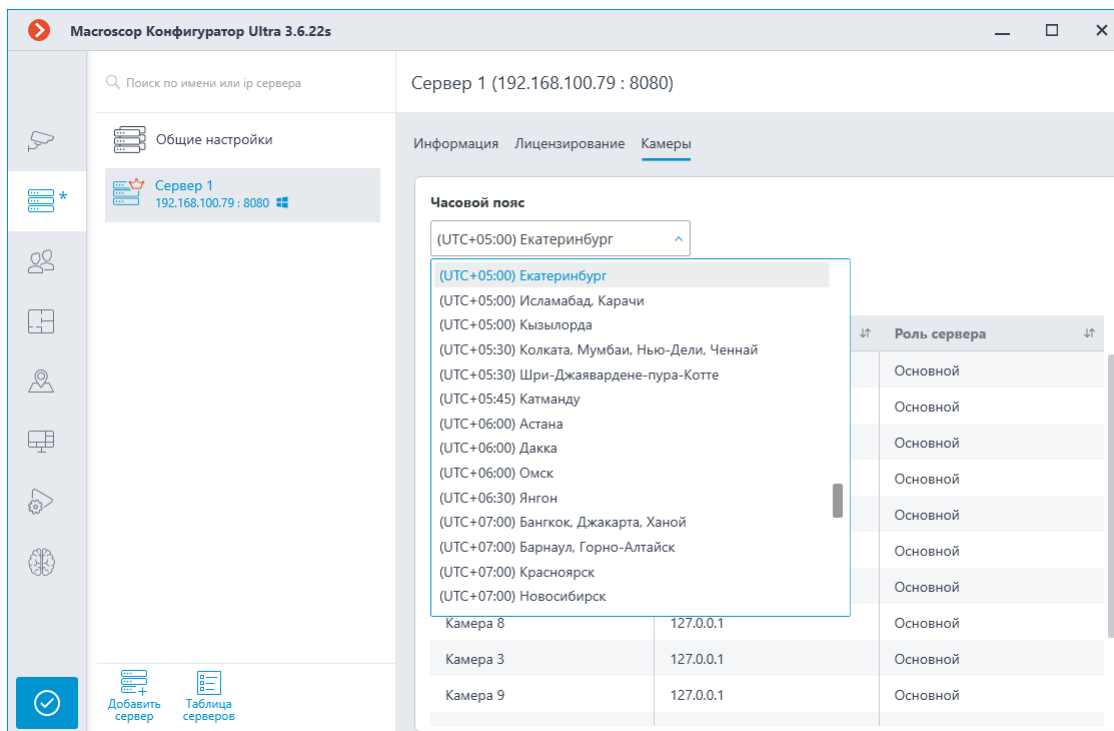 Macroscop Конфигуратор Ultra 3.6.22s
Поиск по имени или ip сервера
Общие настройки
Сервер 1
192.168.100.79 : 8080
Добавить
сервер
Таблица
серверов
Сервер 1 (192.168.100.79 : 8080)
Информация Лицензирование Камеры
Часовой пояс
(UTC+05:00) Екатеринбург
(UTC+05:00) Екатеринбург
(UTC+05:00) Исламабад, Карачи
(UTC+05:00) Кызылорда
(UTC+05:30) Колката, Мумбаи, Нью-Дели, Ченнай
(UTC+05:30) Шри-Джаявардене-пура-Котте
(UTC+05:45) Катманду
(UTC+06:00) Астана
(UTC+06:00) Дакка
(UTC+06:00) Омск
(UTC+06:30) Янгон
(UTC+07:00) Бангкок, Джакарта, Ханой
(UTC+07:00) Барнаул, Горно-Алтайск
(UTC+07:00) Красноярск
(UTC+07:00) Новосибирск
Роль сервера
Основной
Основной
Основной
Основной
Основной
Основной
Основной
Камера 8 127.0.0.1 Основной
Камера 3 127.0.0.1 Основной
Камера 9 127.0.0.1 Основной